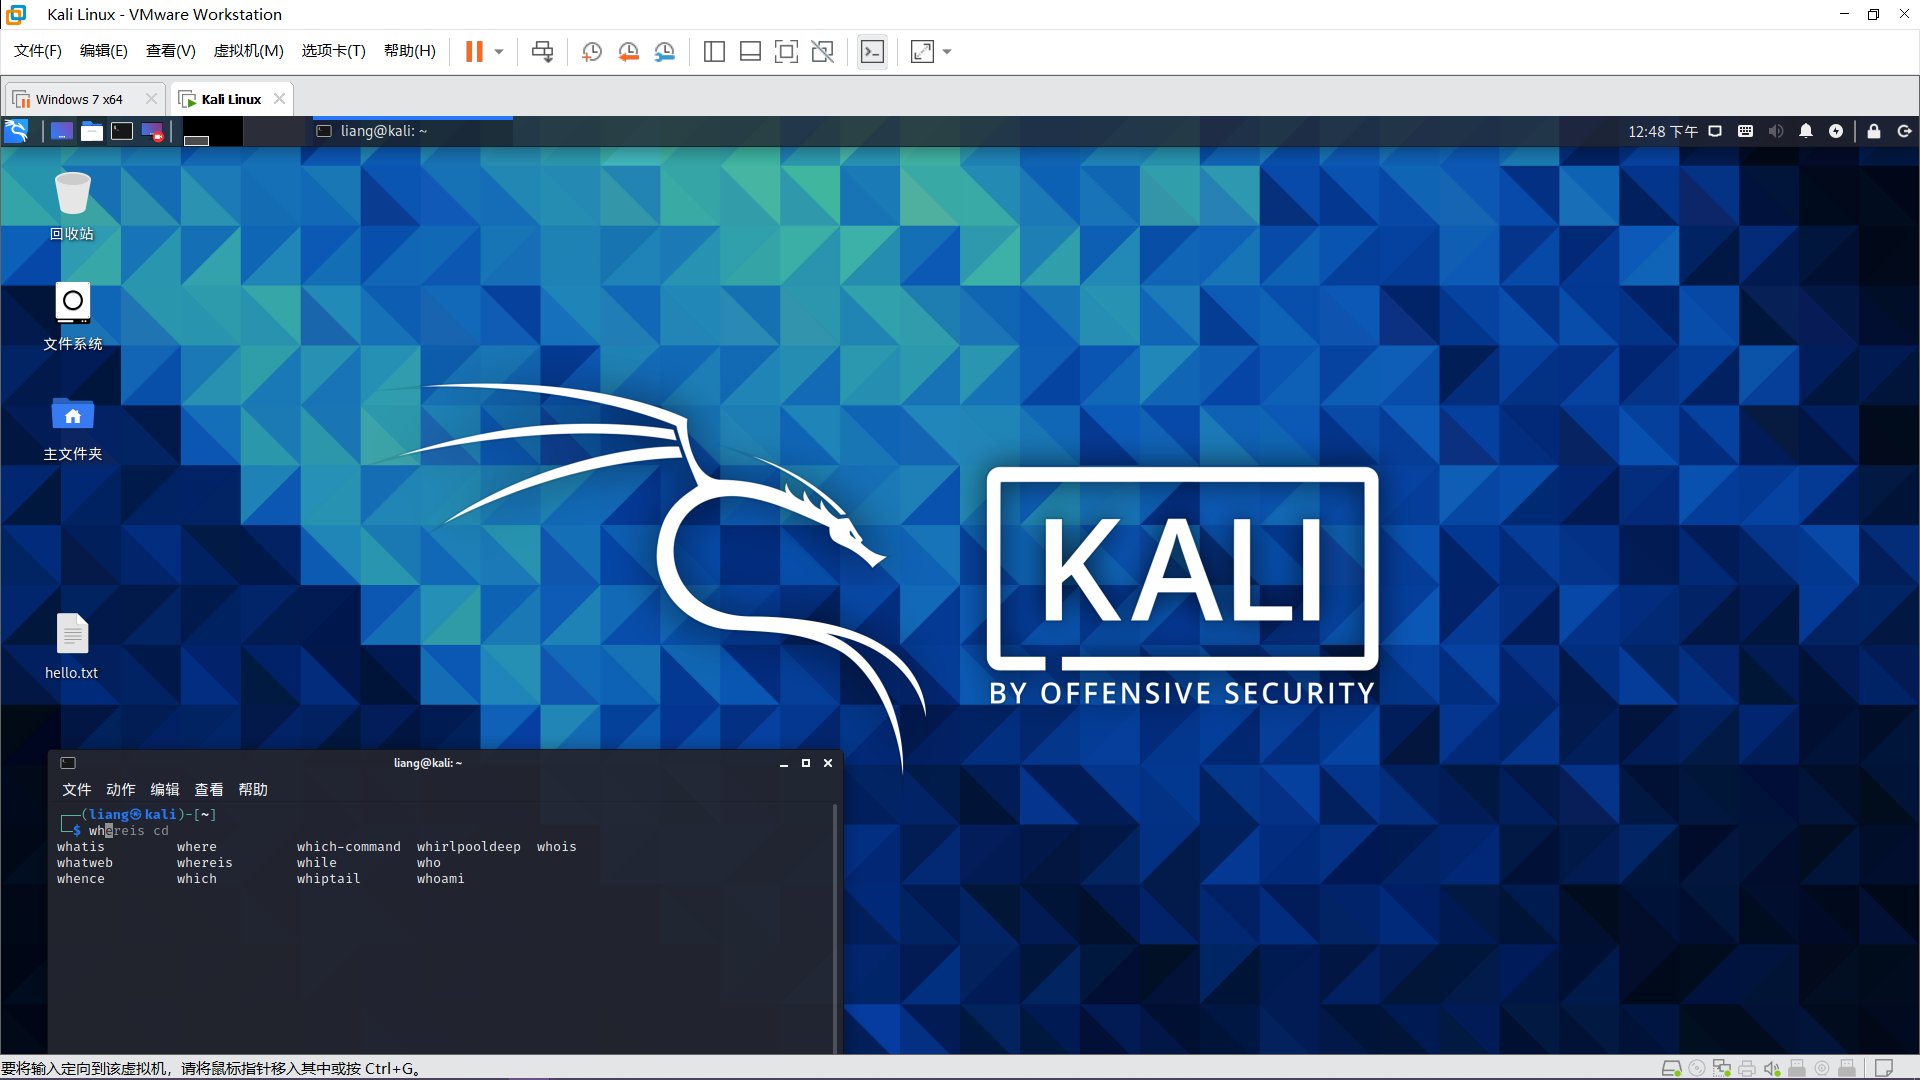 Kali Linux - VMware Workstation
文件(F) 编辑(E) 查看(V) 虚拟机(M) 选项卡(T) 帮助(H)
Windows 7 x64 Kali Linux
liang@kali: ~ 12:48 下午
回收站
文件系统
主文件夹
KALI
BY OFFENSIVE SECURITY
hello.txt
liang@kali: ~
文件 动作 编辑 查看 帮助
┌──(liang㉿kali)-[~]
└─$ whereis cd
whatis where which-command whirlpooldeep whois
whatweb whereis while who
whence which whiptail whoami
要将输入定向到该虚拟机，请将鼠标指针移入其中或按 Ctrl+G。